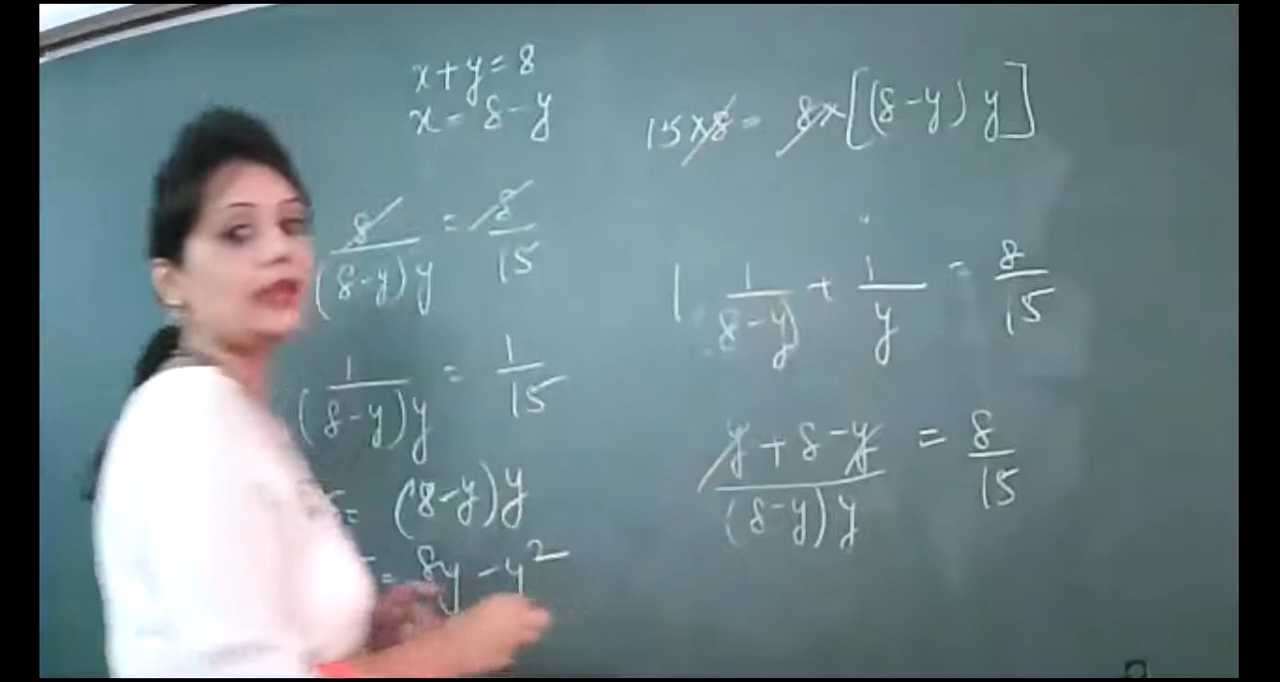 x+y=8
x=8-y
8/(8-y)y = 8/15
1/(8-y)y = 1/15
= (8-y)y
= 8y-y²
15×8 = 8×[(8-y) y]
1/8-y + 1/y = 8/15
y+8-y/(8-y)y = 8/15